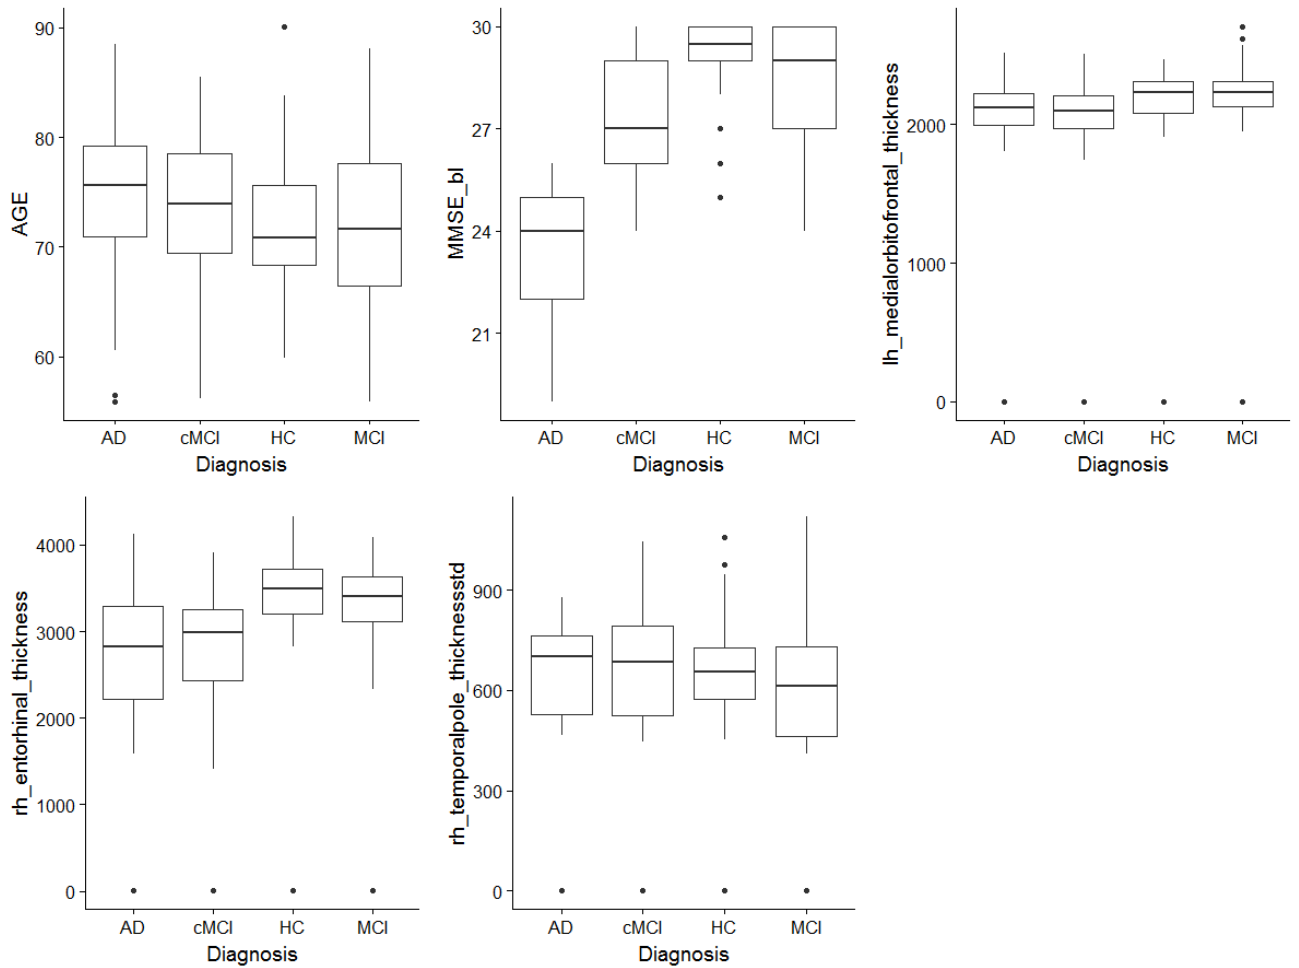 AGE
90
80
70
60
AD cMCI HC MCI
Diagnosis
MMSE_bl
30
27
24
21
AD cMCI HC MCI
Diagnosis
lh_medialorbitofrontal_thickness
2000
1000
0
AD cMCI HC MCI
Diagnosis
rh_entorhinal_thickness
4000
3000
2000
1000
0
AD cMCI HC MCI
Diagnosis
rh_temporalpole_thicknessstd
900
600
300
0
AD cMCI HC MCI
Diagnosis